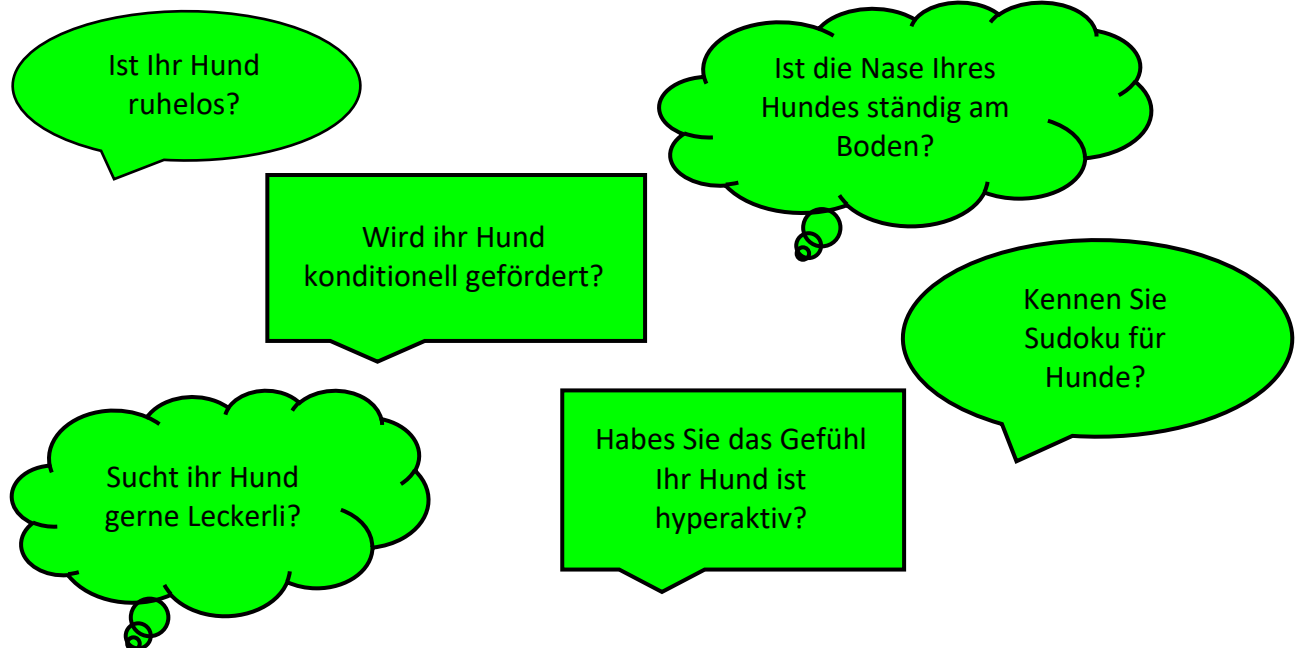 Ist Ihr Hund
ruhelos?
Ist die Nase Ihres
Hundes ständig am
Boden?
Wird ihr Hund
konditionell gefördert?
Kennen Sie
Sudoku für
Hunde?
Sucht ihr Hund
gerne Leckerli?
Habes Sie das Gefühl
Ihr Hund ist
hyperaktiv?